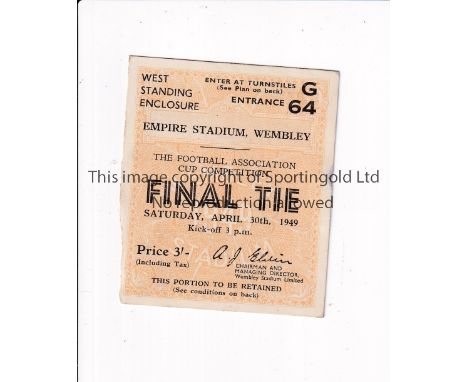 WEST
STANDING
ENCLOSURE
ENTER AT TURNSTILES G
(See Plan on back)
ENTRANCE 64
EMPIRE STADIUM, WEMBLEY
THE FOOTBALL ASSOCIATION
CUP COMPETITION
This image copyright of Sportingold Ltd
FINAL TIE
No reproduction allowed
SATURDAY, APRIL 30th, 1949
Kick-off 3 p.m.
Price 3/-
(Including Tax)
A J Elvin
CHAIRMAN AND
MANAGING DIRECTOR,
Wembley Stadium Limited
THIS PORTION TO BE RETAINED
(See conditions on back)